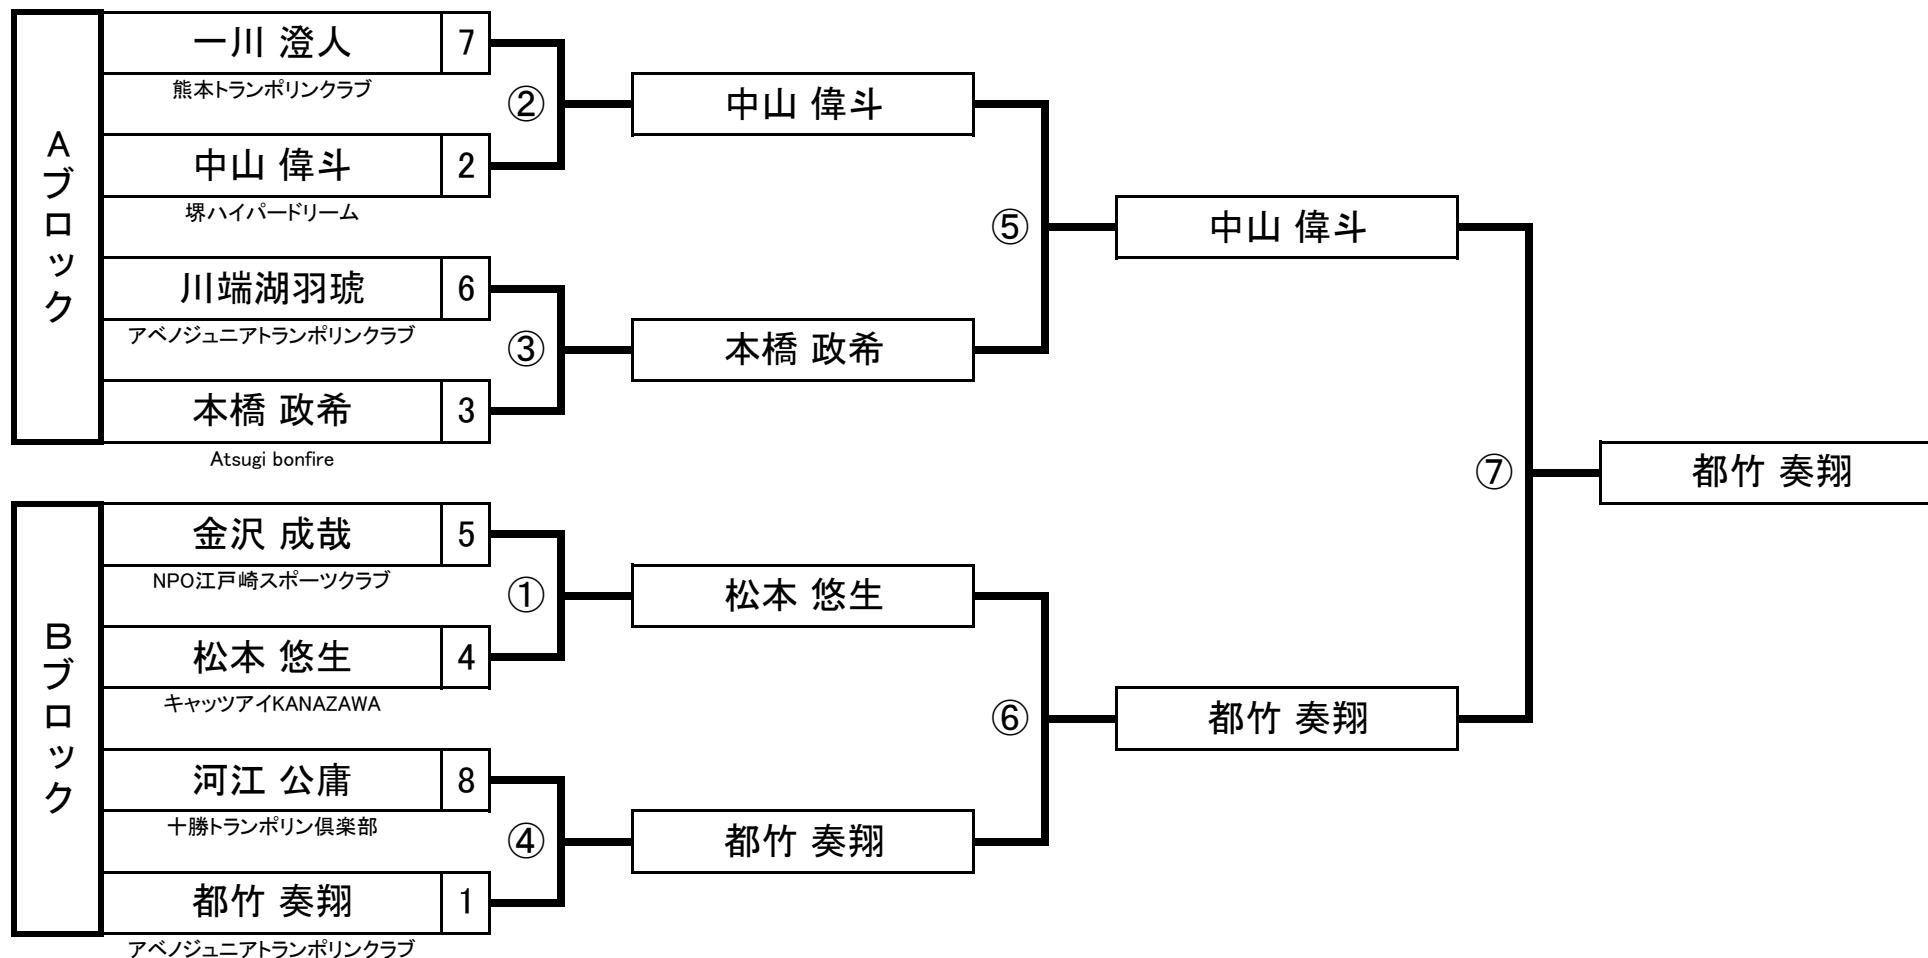 Aブロック
一川 澄人 7
熊本トランポリンクラブ
②
中山 偉斗
中山 偉斗 2
堺ハイパードリーム
⑤
中山 偉斗
川端湖羽琥 6
アベノジュニアトランポリンクラブ
③
本橋 政希
本橋 政希 3
Atsugi bonfire
⑦
都竹 奏翔
Bブロック
金沢 成哉 5
NPO江戸崎スポーツクラブ
①
松本 悠生
松本 悠生 4
キャッツアイKANAZAWA
⑥
都竹 奏翔
河江 公庸 8
十勝トランポリン倶楽部
④
都竹 奏翔
都竹 奏翔 1
アベノジュニアトランポリンクラブ